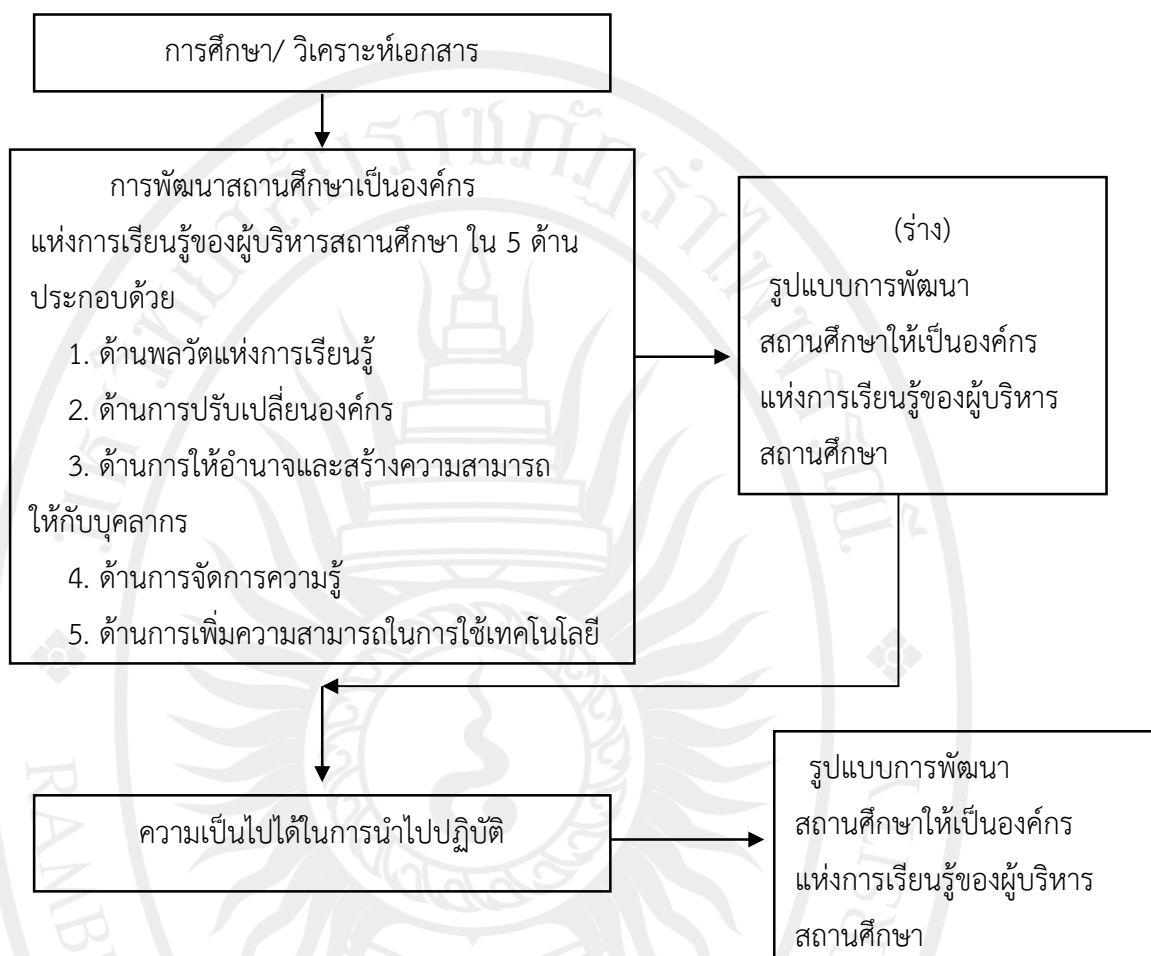 การศึกษา/ วิเคราะห์เอกสาร
การพัฒนาสถานศึกษาเป็นองค์กร
แห่งการเรียนรู้ของผู้บริหารสถานศึกษา ใน 5 ด้าน
ประกอบด้วย
1. ด้านพลวัตแห่งการเรียนรู้
2. ด้านการปรับเปลี่ยนองค์กร
3. ด้านการให้อำนาจและสร้างความสามารถ
ให้กับบุคลากร
4. ด้านการจัดการความรู้
5. ด้านการเพิ่มความสามารถในการใช้เทคโนโลยี
(ร่าง)
รูปแบบการพัฒนา
สถานศึกษาให้เป็นองค์กร
แห่งการเรียนรู้ของผู้บริหาร
สถานศึกษา
ความเป็นไปได้ในการนำไปปฏิบัติ
รูปแบบการพัฒนา
สถานศึกษาให้เป็นองค์กร
แห่งการเรียนรู้ของผู้บริหาร
สถานศึกษา